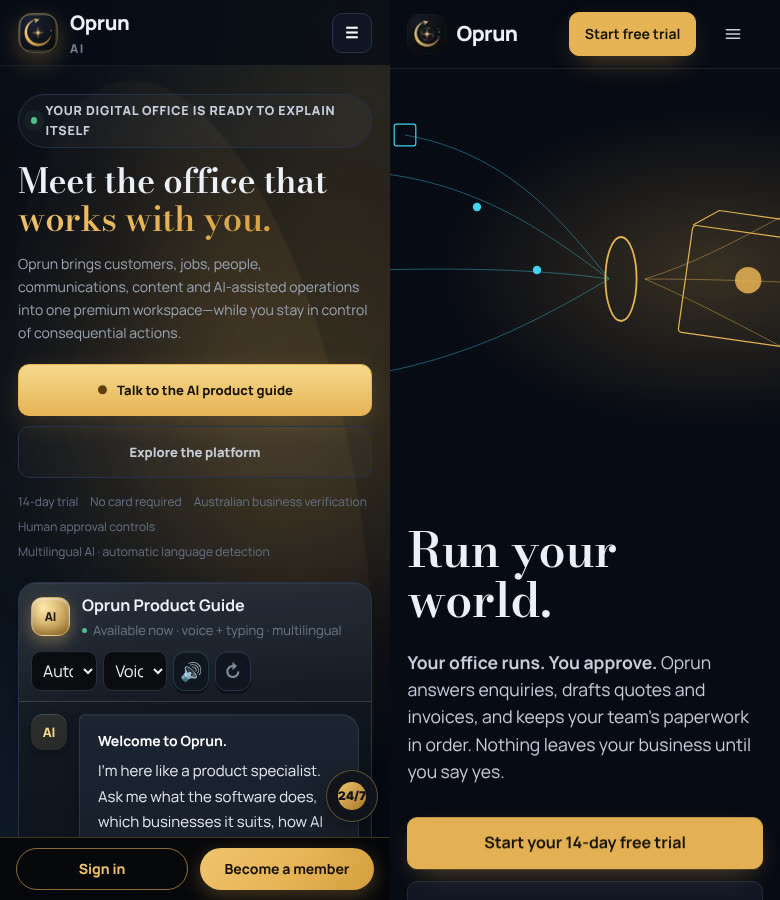 Oprun
AI
☰
YOUR DIGITAL OFFICE IS READY TO EXPLAIN
ITSELF
Meet the office that
works with you.
Oprun brings customers, jobs, people,
communications, content and AI-assisted operations
into one premium workspace—while you stay in control
of consequential actions.
Talk to the AI product guide
Explore the platform
14-day trial No card required Australian business verification
Human approval controls
Multilingual AI · automatic language detection
AI
Oprun Product Guide
Available now · voice + typing · multilingual
Auto
Voic
AI
Welcome to Oprun.
I'm here like a product specialist.
Ask me what the software does,
which businesses it suits, how AI
24/7
Sign in
Become a member
Oprun
Start free trial
Run your
world.
Your office runs. You approve. Oprun
answers enquiries, drafts quotes and
invoices, and keeps your team's paperwork
in order. Nothing leaves your business until
you say yes.
Start your 14-day free trial